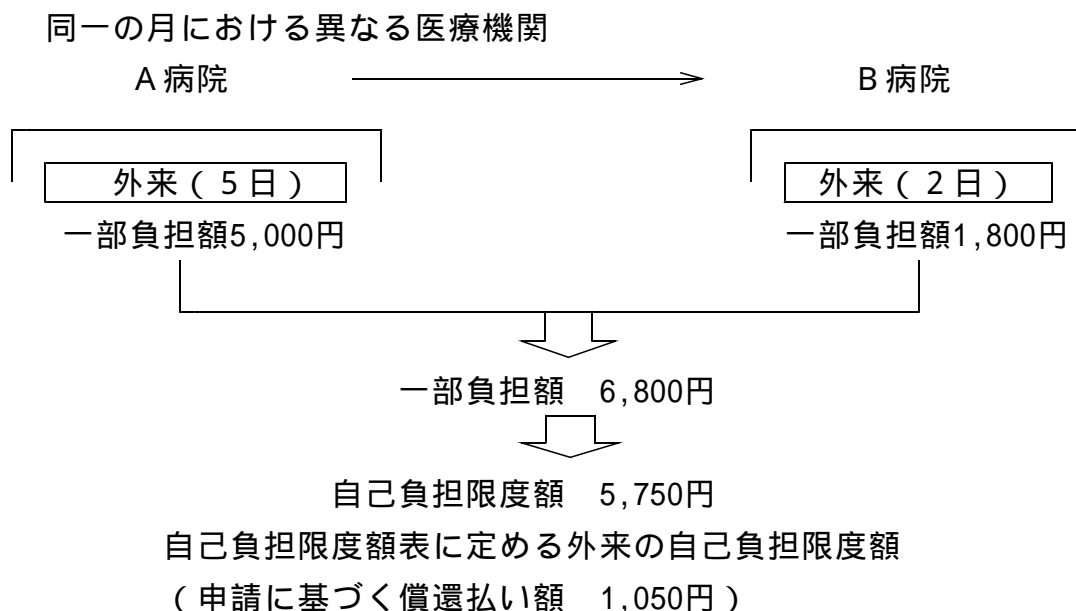 同一の月における異なる医療機関
A病院 B病院
外来(5日) 外来(2日)
一部負担額5,000円 一部負担額1,800円
一部負担額 6,800円
自己負担限度額 5,750円
自己負担限度額表に定める外来の自己負担限度額
(申請に基づく償還払い額 1,050円)